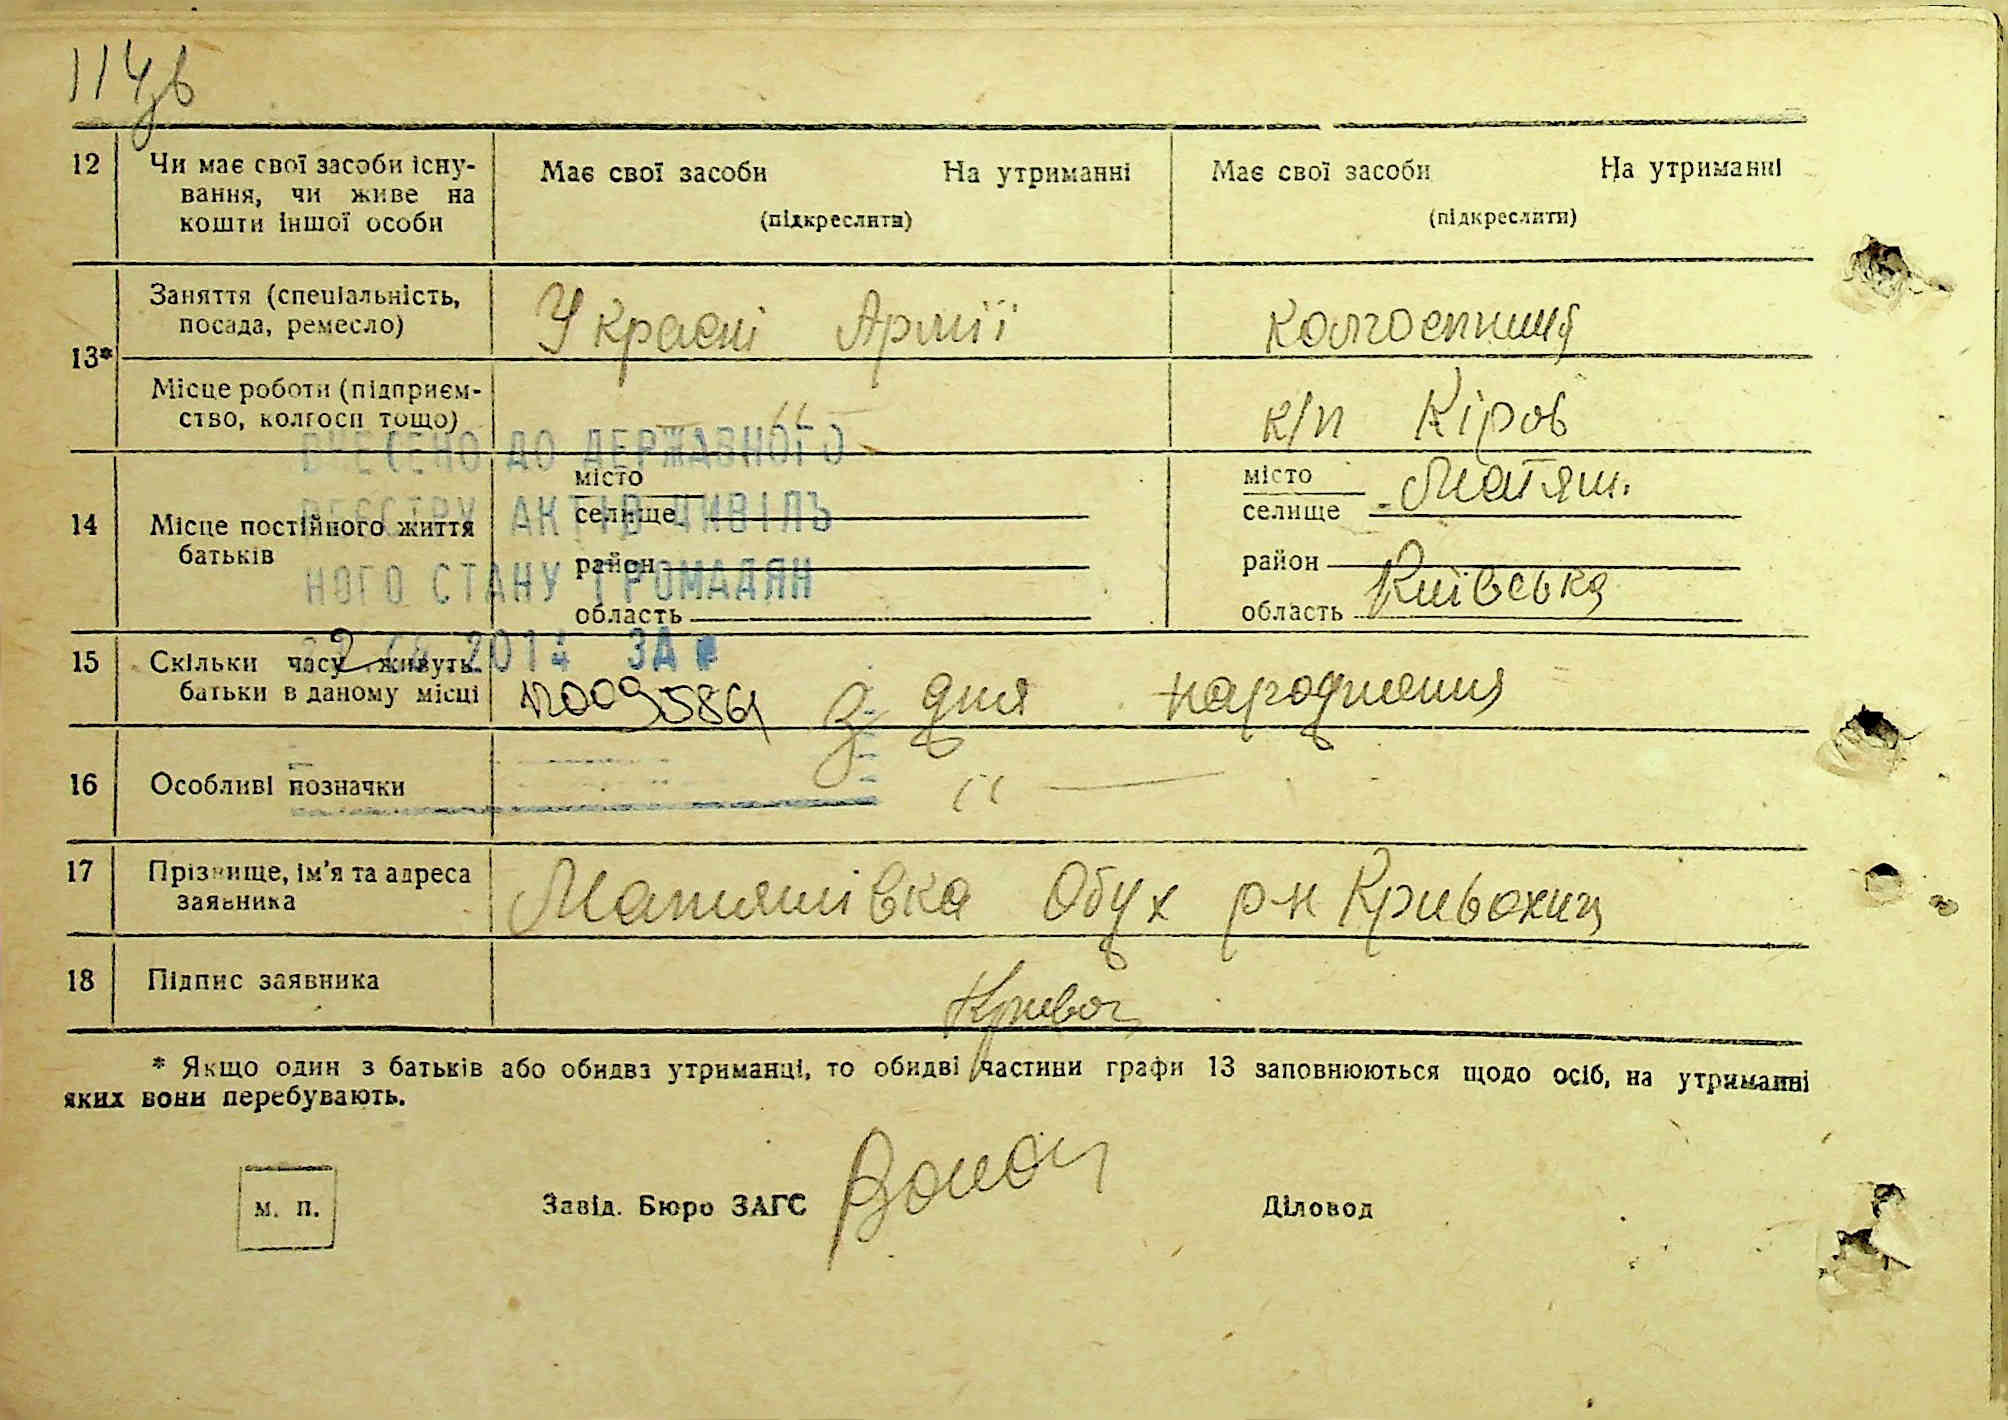 114зв
12 Чи має свої засоби існу- Має свої засоби На утриманні Має свої засоби На утриманні
вання, чи живе на (підкреслити) (підкреслити)
кошти іншої особи
13*
Заняття (спеціальність, У красні Армії колгоспниця
посада, ремесло)
Місце роботи (підприєм- к/п Кіров
ство, колгосп тощо)
ВНЕСЕНО ДО ДЕРЖАВНОГО
РЕЄСТРУ АКТІВ ЦИВІЛЬ
НОГО СТАНУ ГРОМАДЯН
2014 ЗА №
14 Місце постійного життя
батьків
місто
селище
район
область
місто Матяш.
селище
район
область Київська
15 Скільки часу живуть
батьки в даному місці з дня народження
16 Особливі позначки
17 Прізвище, ім'я та адреса Матяшівка Обух р-н
заявника
18 Підпис заявника
* Якщо один з батьків або обидва утриманці, то обидві частини графи 13 заповнюються щодо осіб, на утриманні
яких вони перебувають.
м. п. Завід. Бюро ЗАГС Діловод